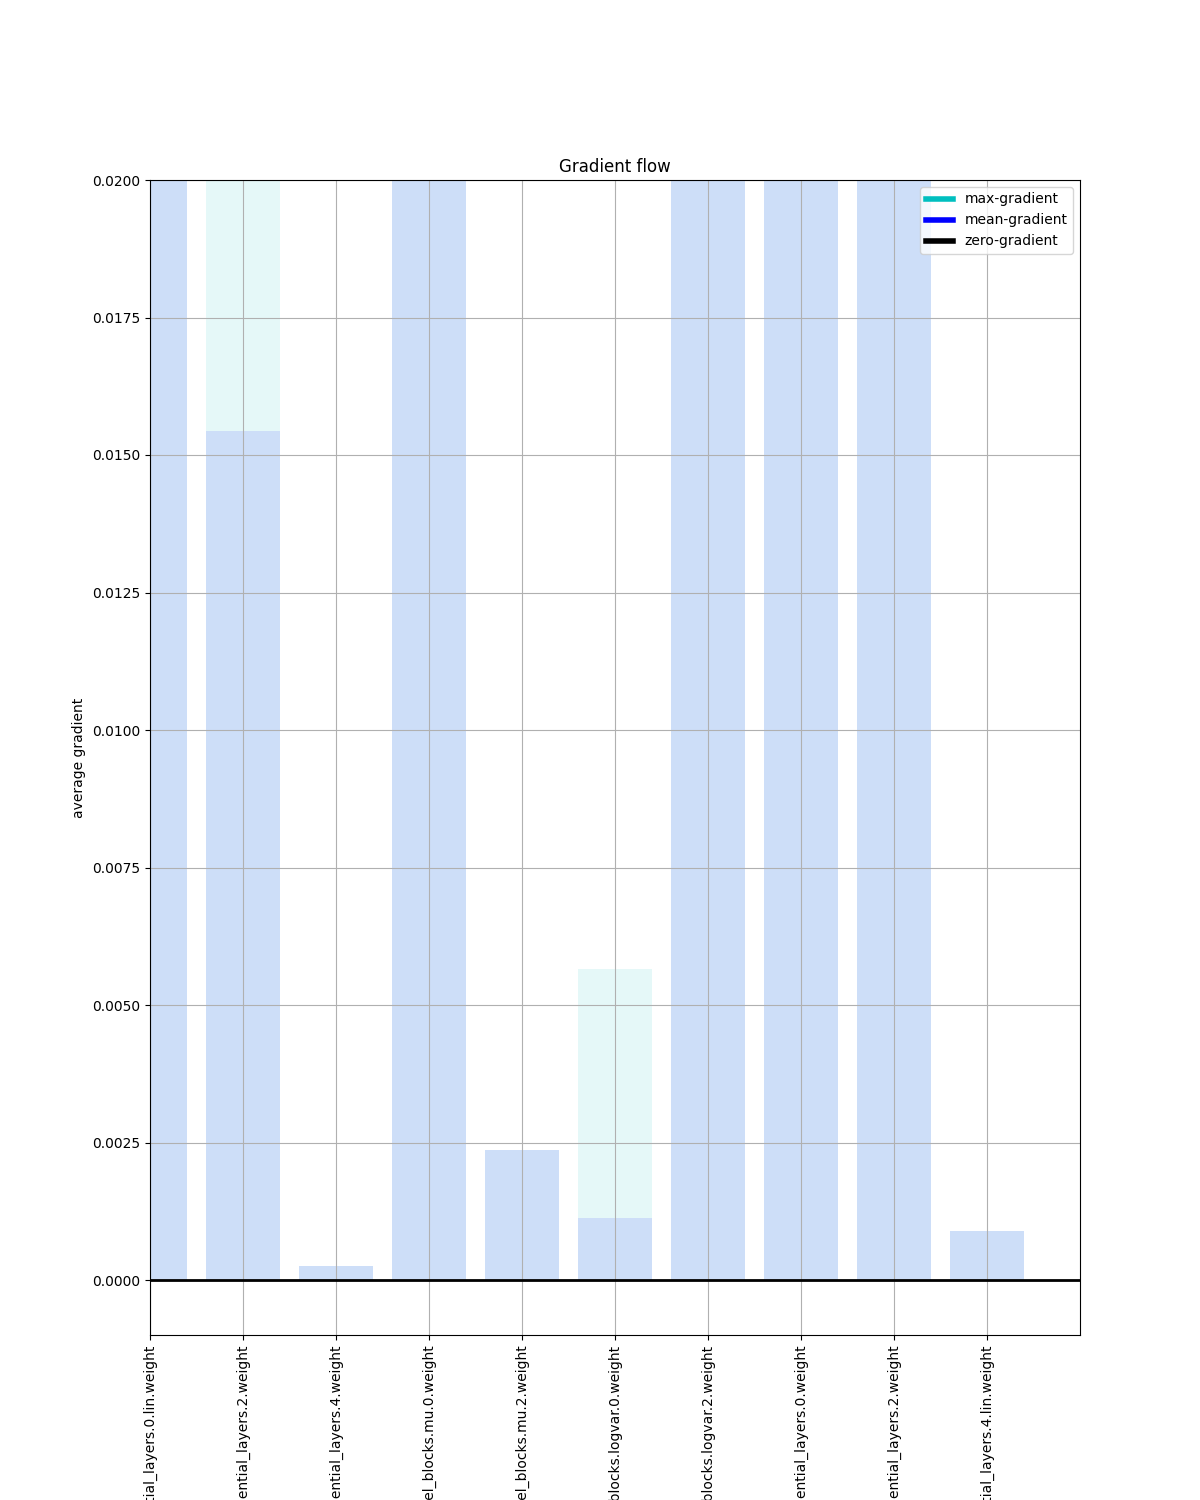 Gradient flow
max-gradient
mean-gradient
zero-gradient
0.0200
0.0175
0.0150
0.0125
0.0100
0.0075
0.0050
0.0025
0.0000
average gradient
tial_layers.0.lin.weight
ential_layers.2.weight
ential_layers.4.weight
el_blocks.mu.0.weight
el_blocks.mu.2.weight
blocks.logvar.0.weight
blocks.logvar.2.weight
ential_layers.0.weight
ential_layers.2.weight
tial_layers.4.lin.weight